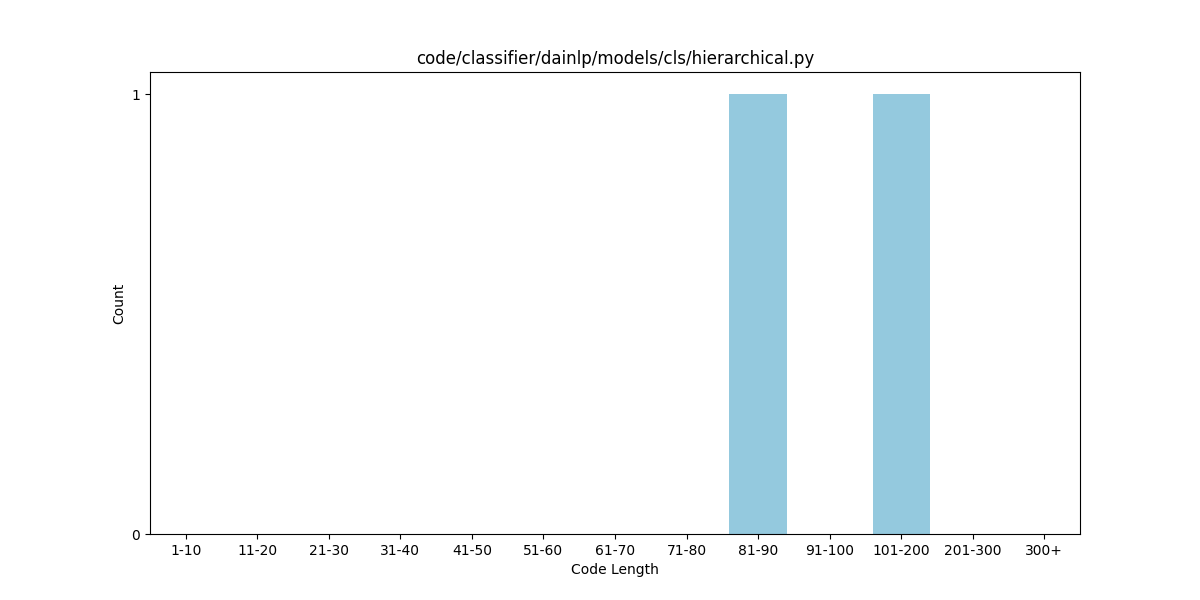 code/classifier/dainlp/models/cls/hierarchical.py
1
Count
0
1-10 11-20 21-30 31-40 41-50 51-60 61-70 71-80 81-90 91-100 101-200 201-300 300+
Code Length